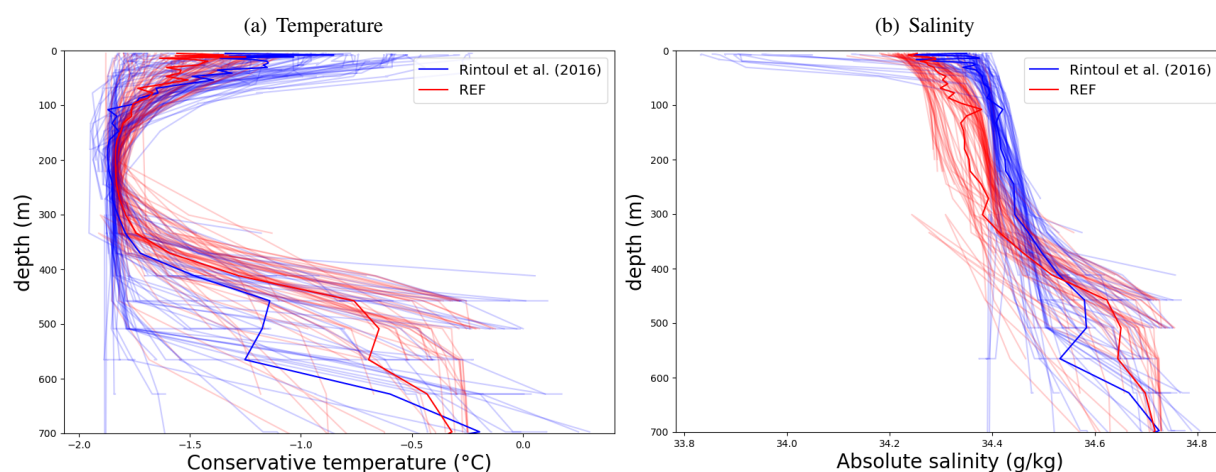 (a) Temperature
0
100
200
300
400
500
600
700
depth (m)
Rintoul et al. (2016)
REF
−2.0
−1.5
−1.0
−0.5
0.0
Conservative temperature (°C)
(b) Salinity
0
100
200
300
400
500
600
700
depth (m)
Rintoul et al. (2016)
REF
33.8
34.0
34.2
34.4
34.6
34.8
Absolute salinity (g/kg)